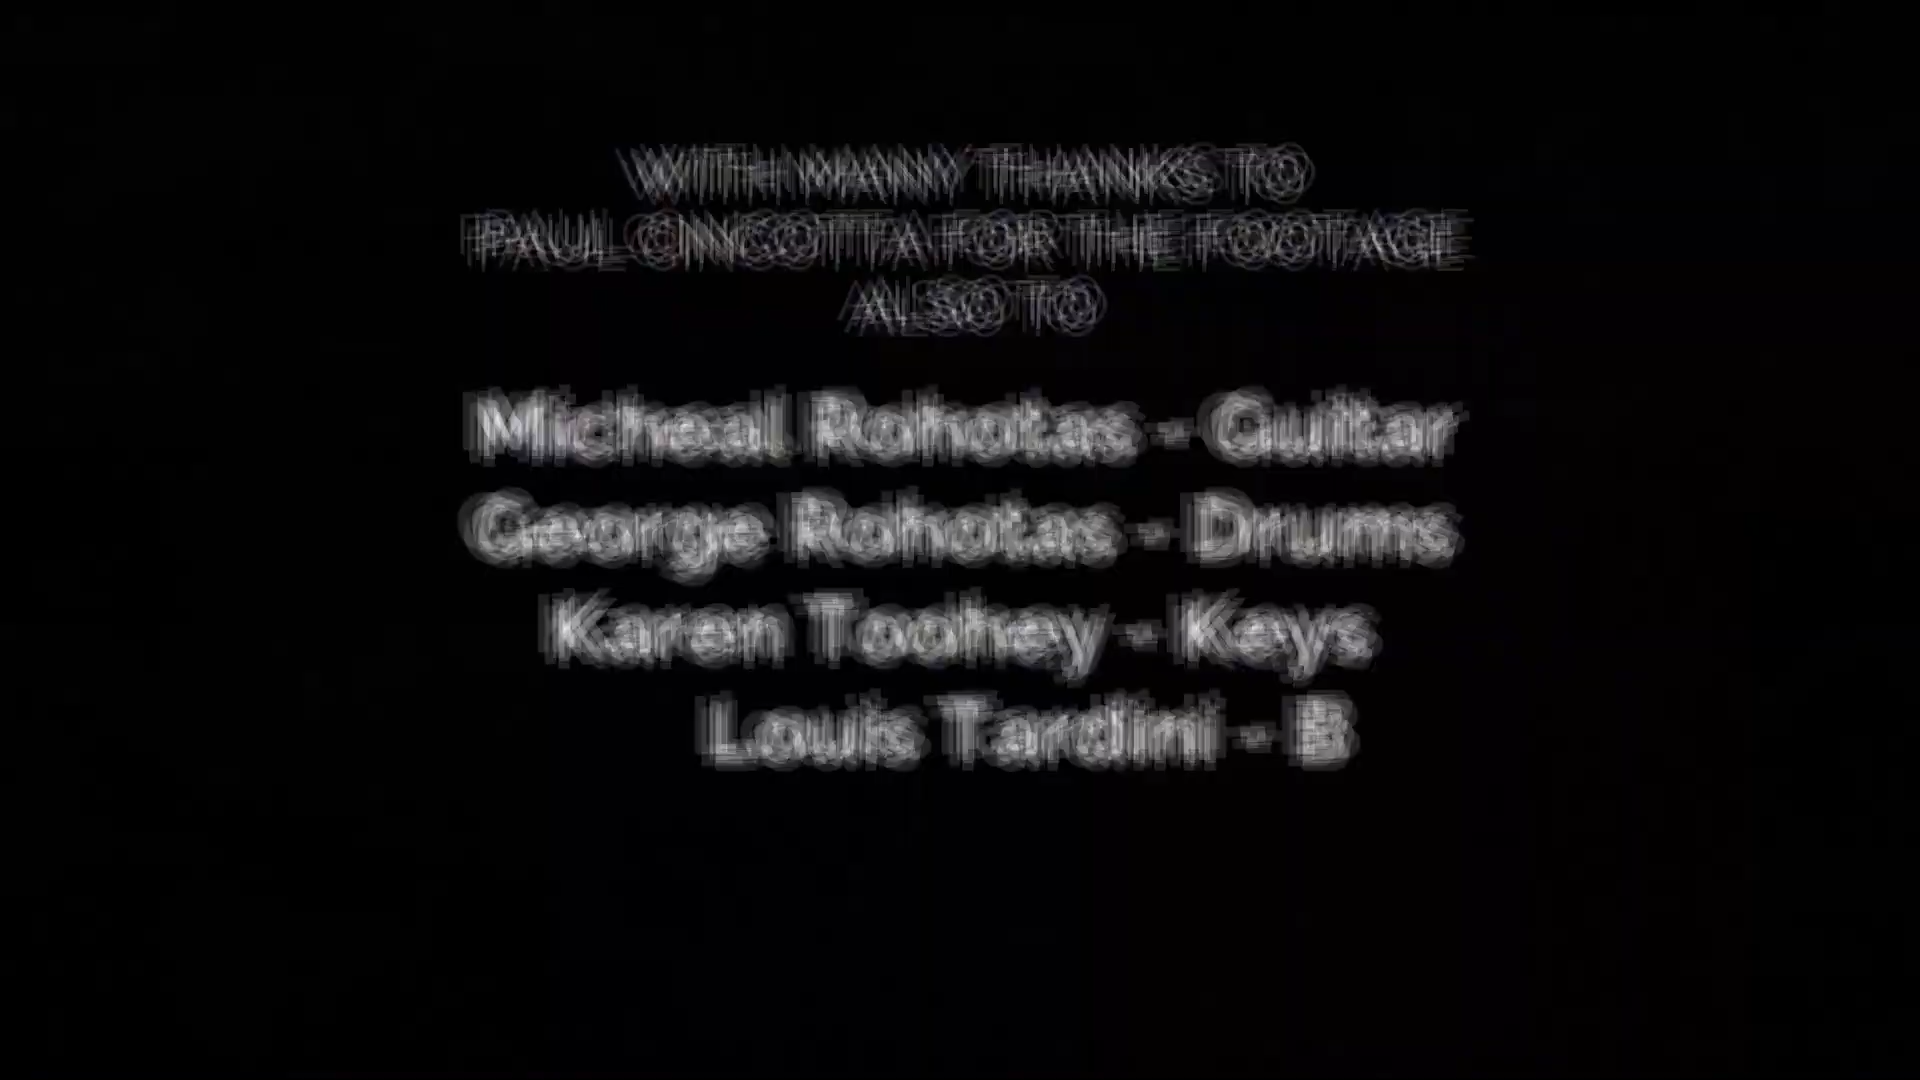 WITH MANY THANKS TO
PAUL CINCOTTA FOR THE FOOTAGE
ALSO TO
Micheal Rohotas - Guitar
George Rohotas - Drums
Karen Toohey - Keys
Louis Tardini - B